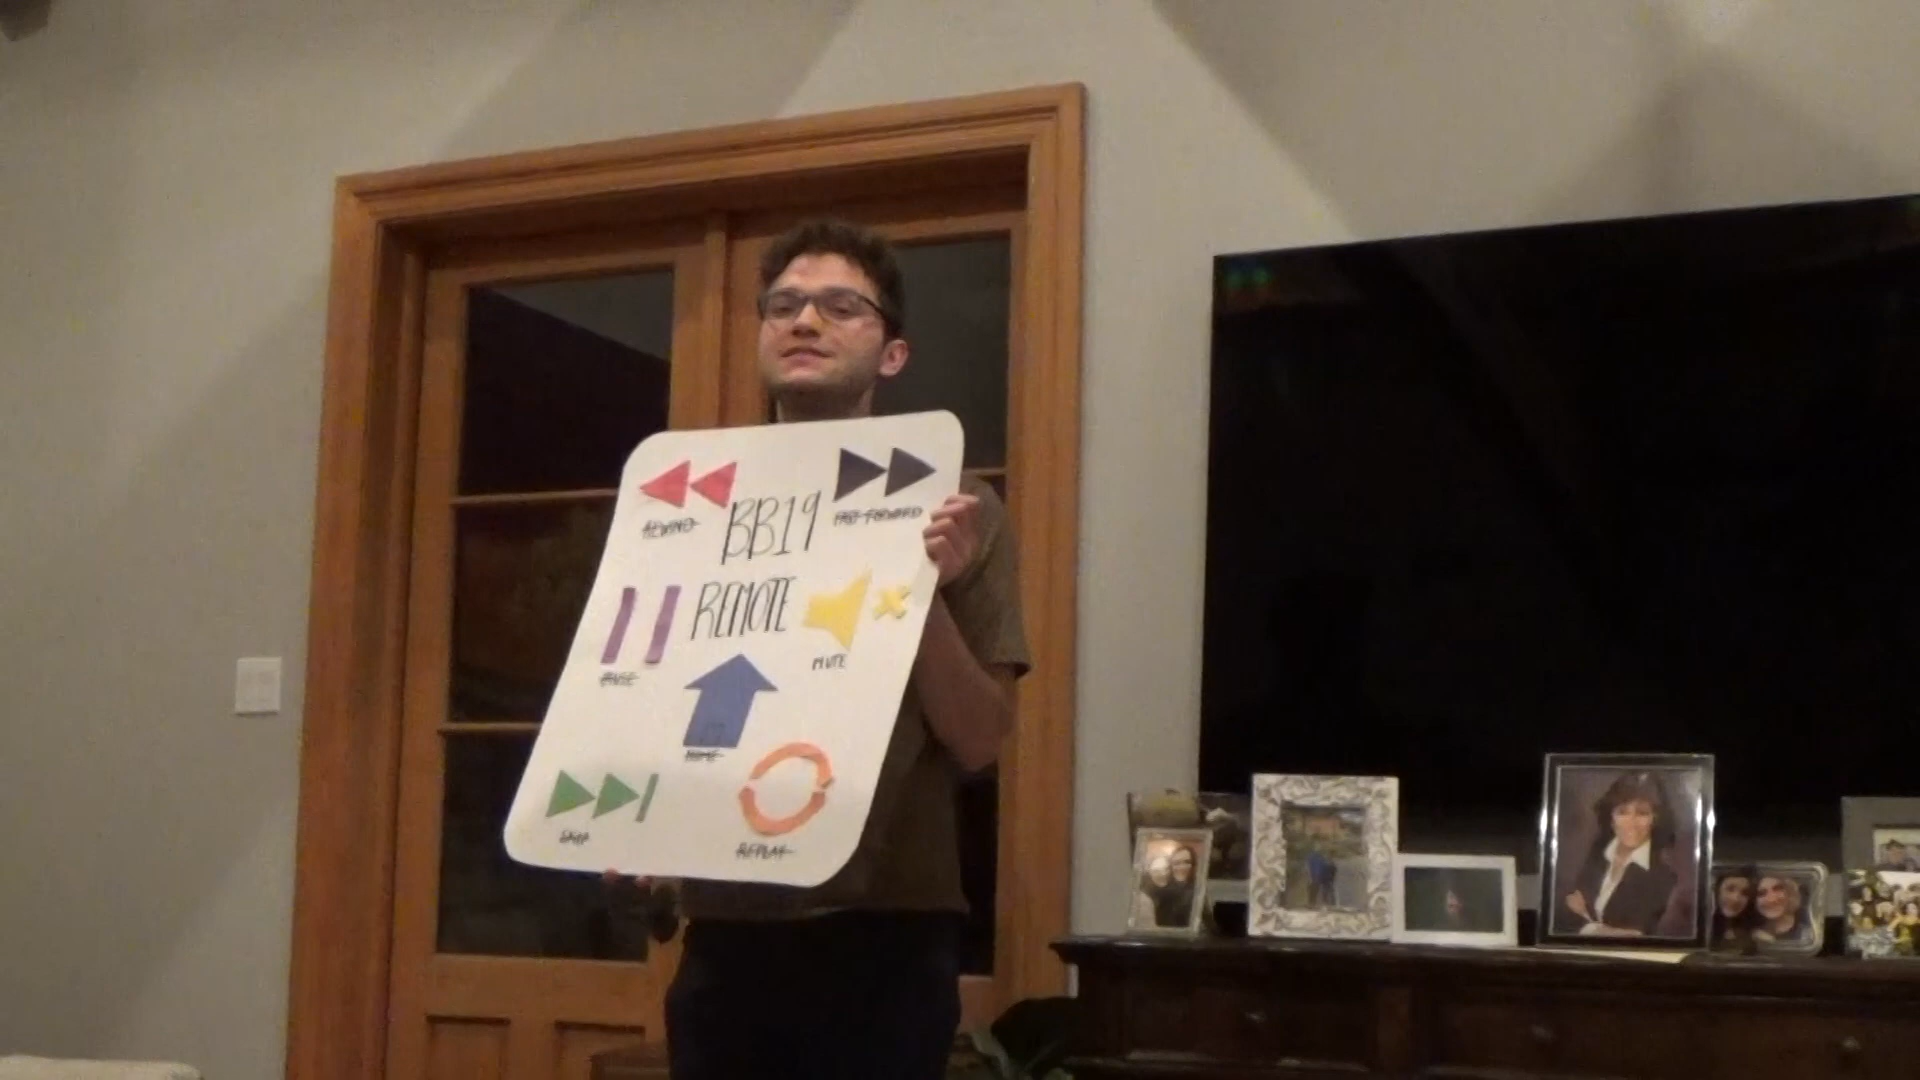 REWIND
FAST FORWARD
BB19
REMOTE
PAUSE
MUTE
HOME
SKIP
REPLAY